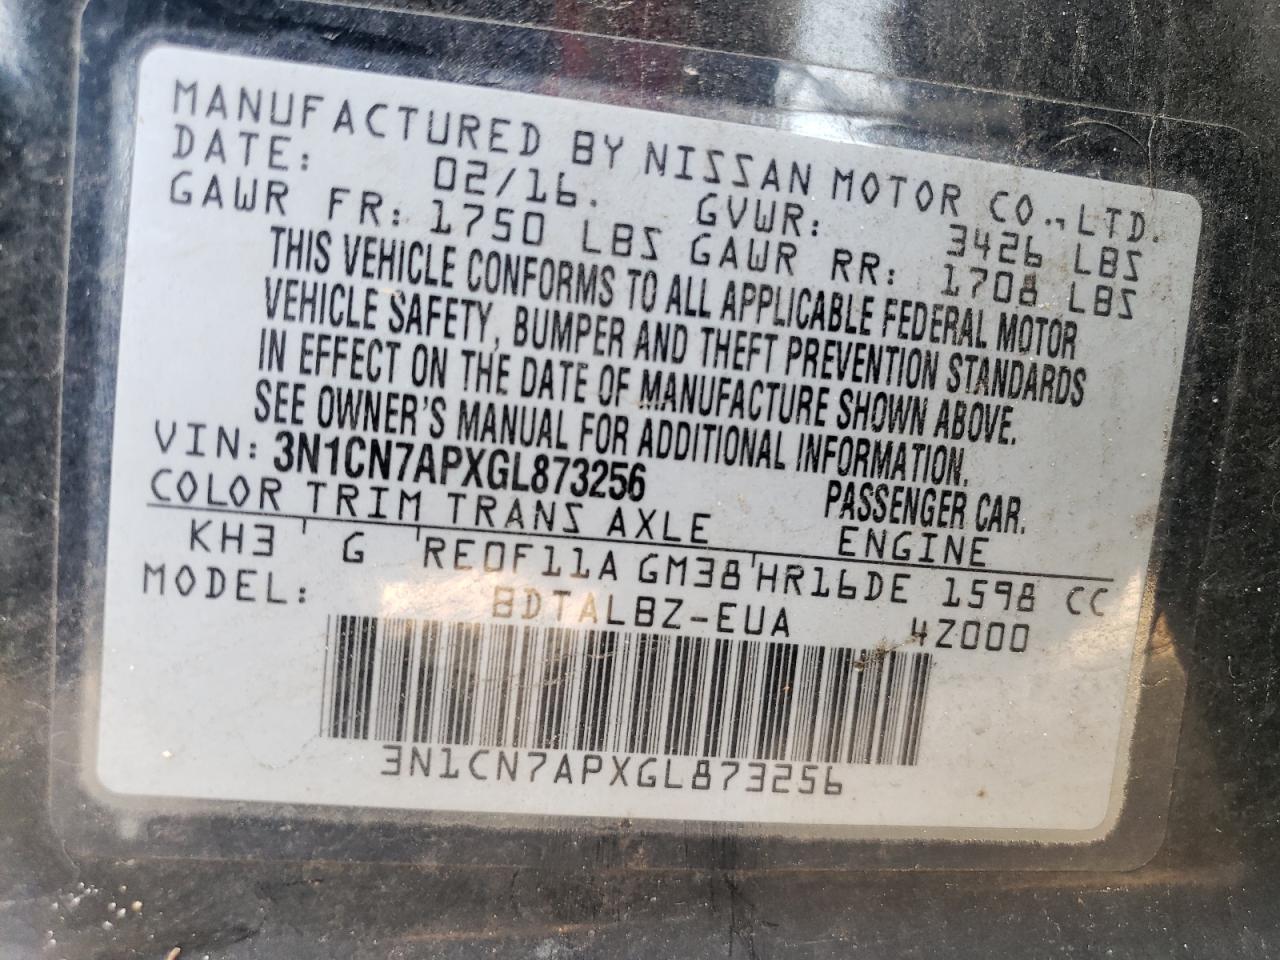 MANUFACTURED BY NISSAN MOTOR CO., LTD.
DATE: 02/16. GVWR: 3426 LBS
GAWR FR: 1750 LBS GAWR RR: 1708 LBS
THIS VEHICLE CONFORMS TO ALL APPLICABLE FEDERAL MOTOR
VEHICLE SAFETY, BUMPER AND THEFT PREVENTION STANDARDS
IN EFFECT ON THE DATE OF MANUFACTURE SHOWN ABOVE.
SEE OWNER'S MANUAL FOR ADDITIONAL INFORMATION.
VIN: 3N1CN7APXGL873256 PASSENGER CAR.
COLOR TRIM TRANS AXLE ENGINE
KH3 G RE0F11A GM38 HR16DE 1598 CC
MODEL: BDTALBZ-EUA 4Z000
3N1CN7APXGL873256